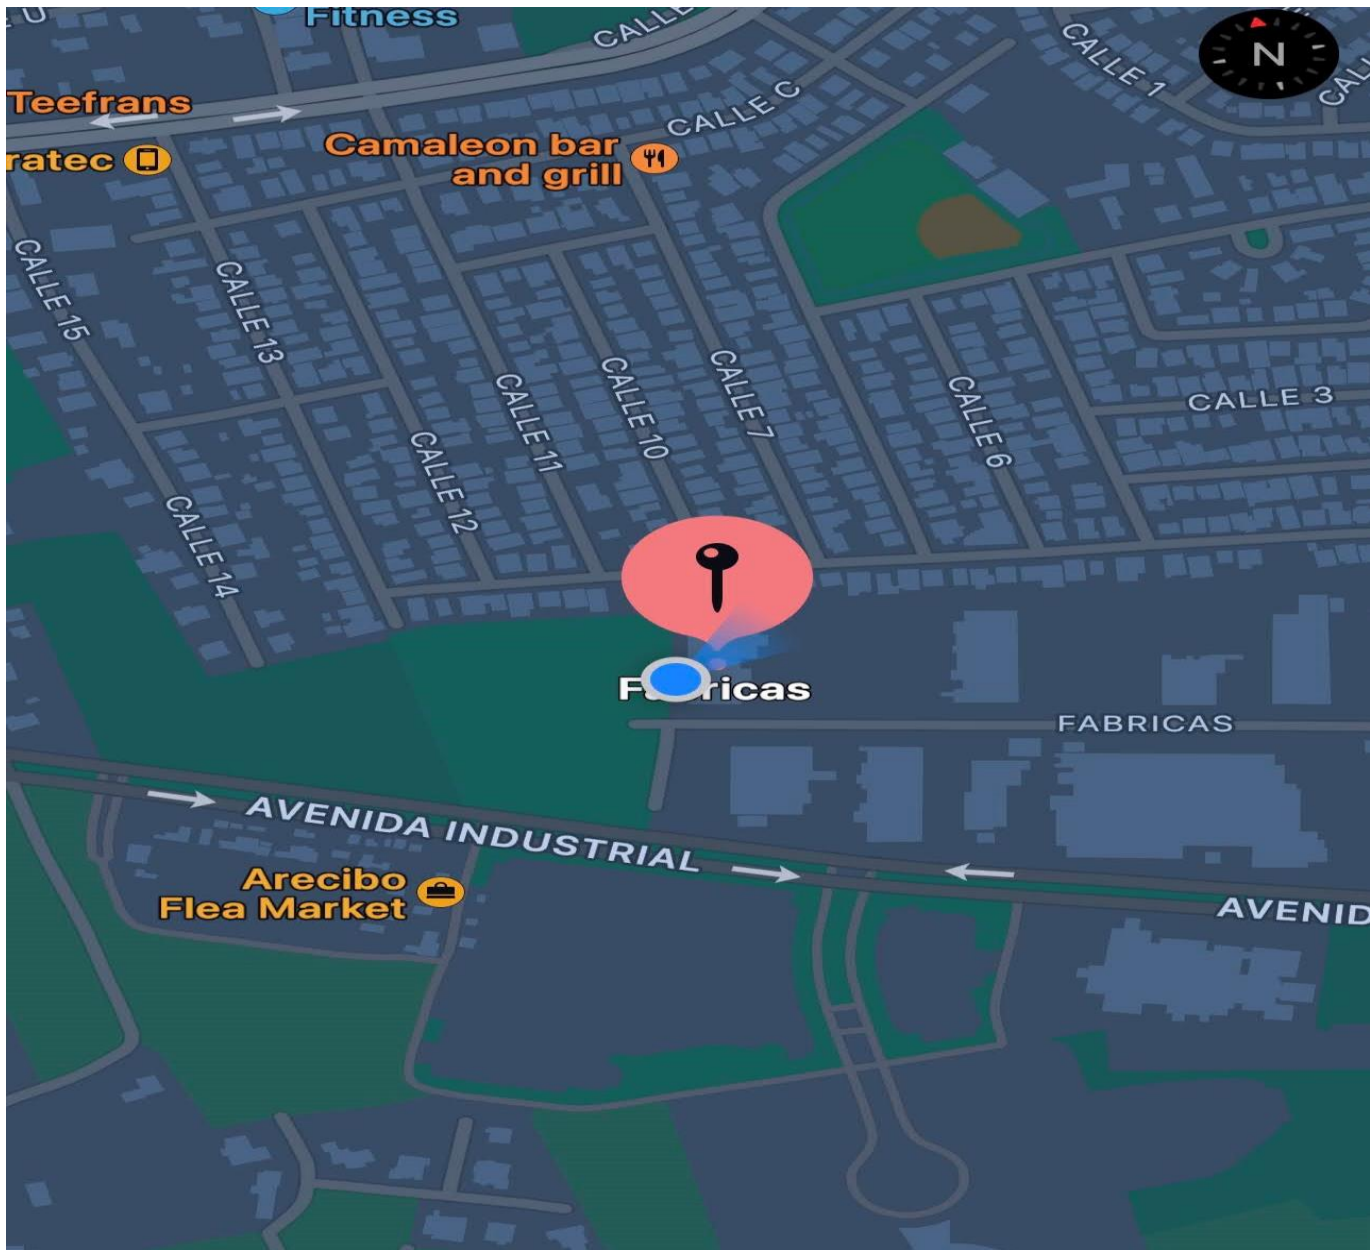 Fitness
CALLE
N
CALLE 1
Teefrans
CALLE C
ratec
Camaleon bar
and grill
CALLE 15
CALLE 13
CALLE 11
CALLE 10
CALLE 7
CALLE 6
CALLE 3
CALLE 12
CALLE 14
Fabricas
FABRICAS
AVENIDA INDUSTRIAL
Arecibo
Flea Market
AVENID